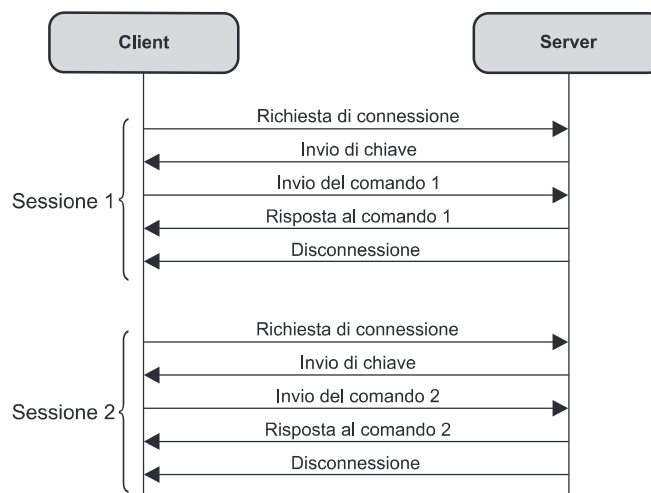 Client
Server
Richiesta di connessione
Invio di chiave
Invio del comando 1
Sessione 1
Risposta al comando 1
Disconnessione
Richiesta di connessione
Invio di chiave
Invio del comando 2
Sessione 2
Risposta al comando 2
Disconnessione